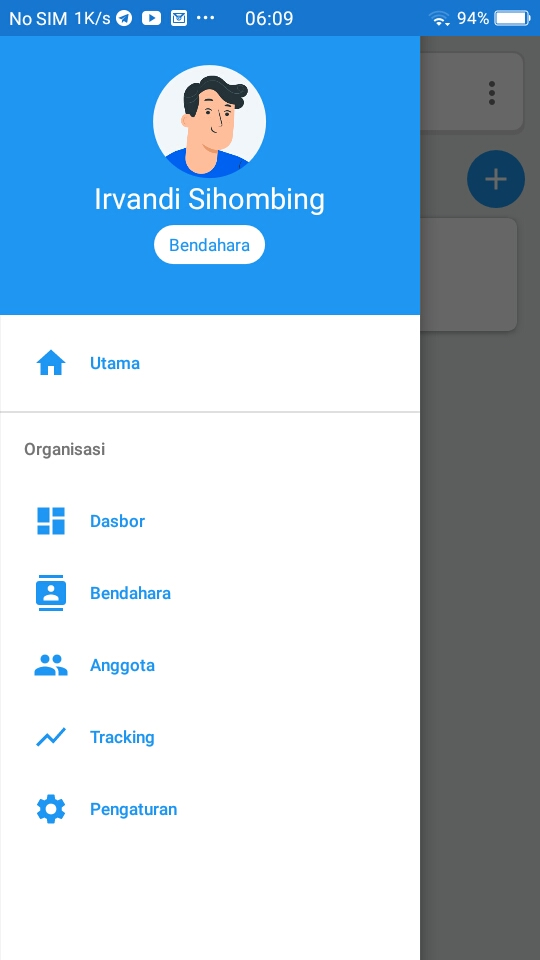 No SIM 1K/s 06:09 94%
Irvandi Sihombing
Bendahara
Utama
Organisasi
Dasbor
Bendahara
Anggota
Tracking
Pengaturan